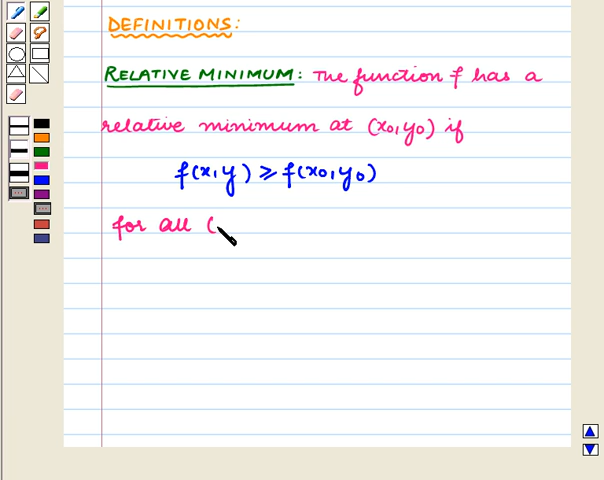 DEFINITIONS:
RELATIVE MINIMUM: The function f has a
relative minimum at (x₀,y₀) if
f(x,y) ⩾ f(x₀,y₀)
for all (